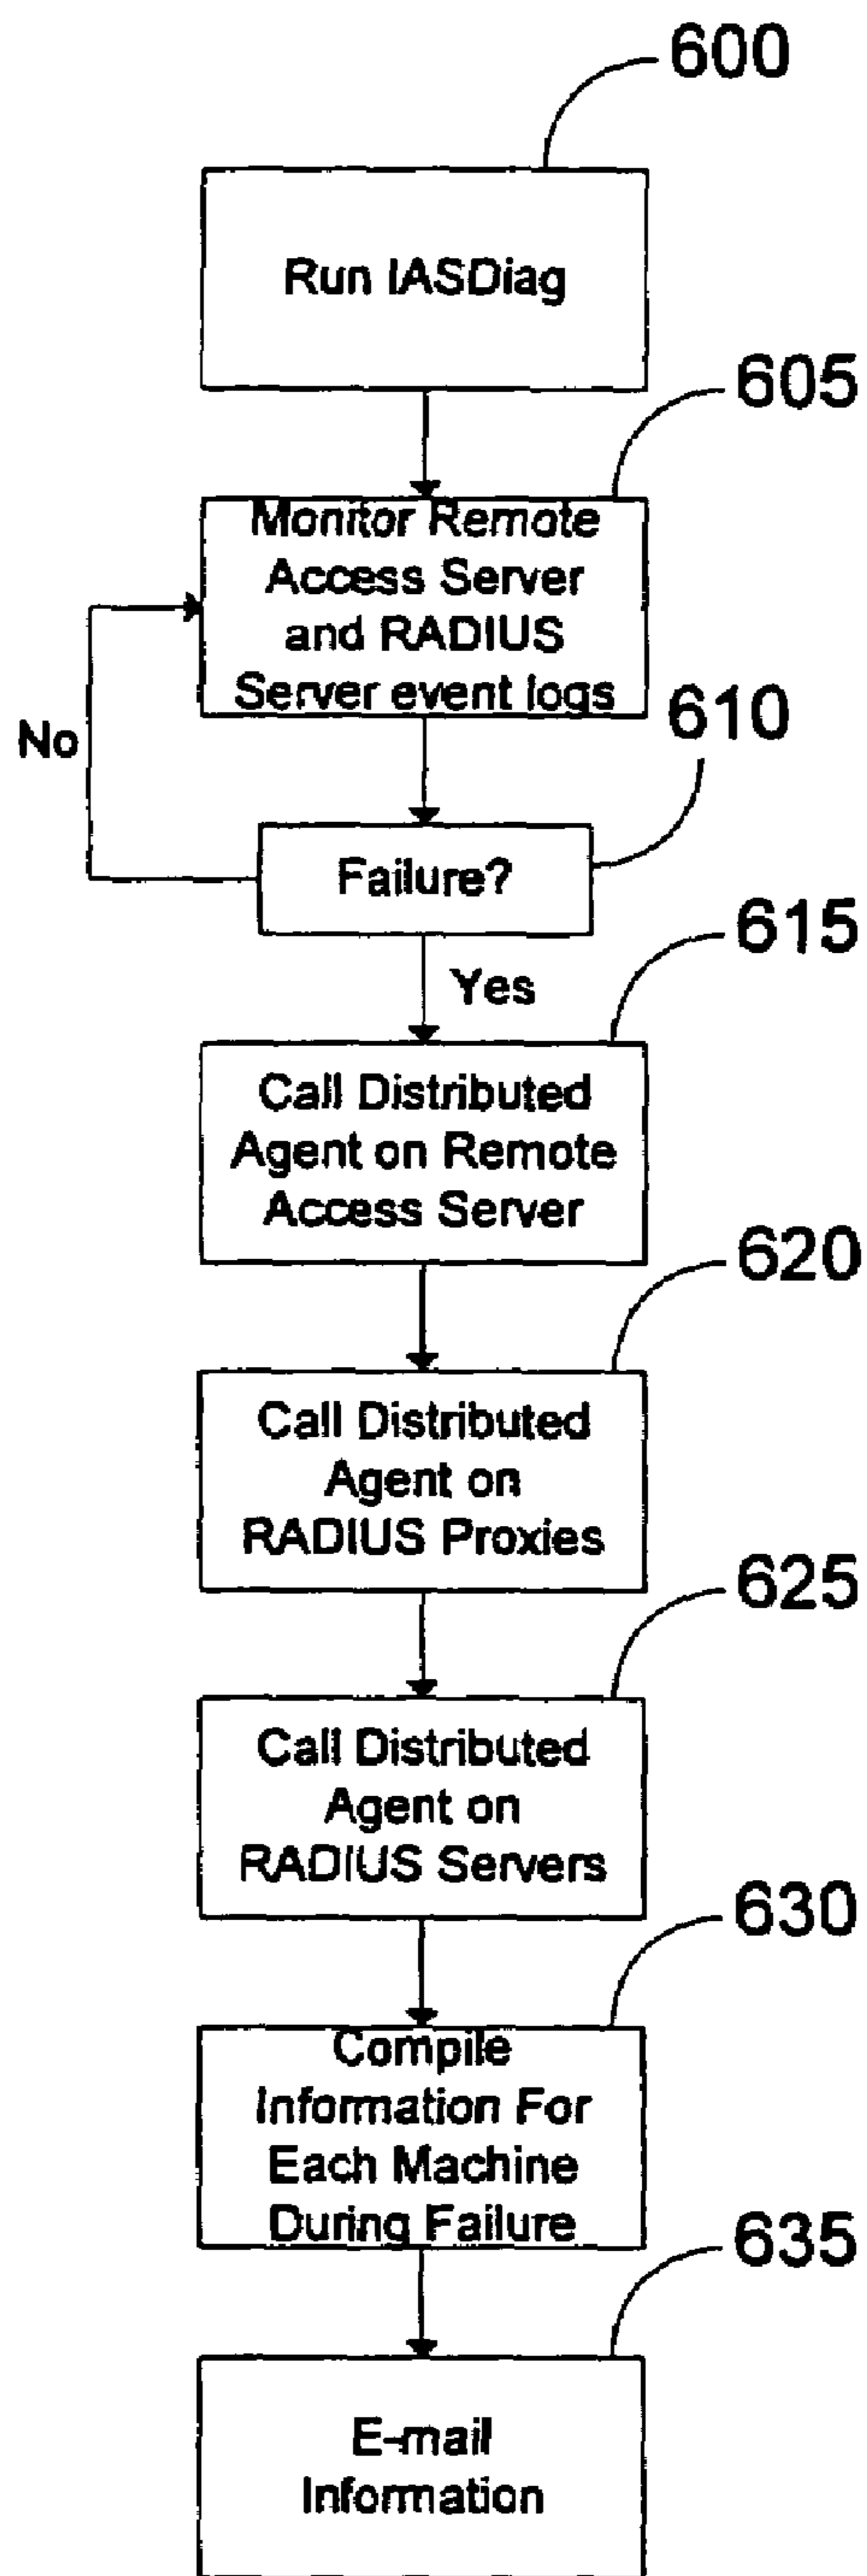 600
Run IASDiag
605
Monitor Remote
Access Server
and RADIUS
Server event logs
No
610
Failure?
615
Yes
Call Distributed
Agent on Remote
Access Server
620
Call Distributed
Agent on
RADIUS Proxies
625
Call Distributed
Agent on
RADIUS Servers
630
Compile
Information For
Each Machine
During Failure
635
E-mail
Information